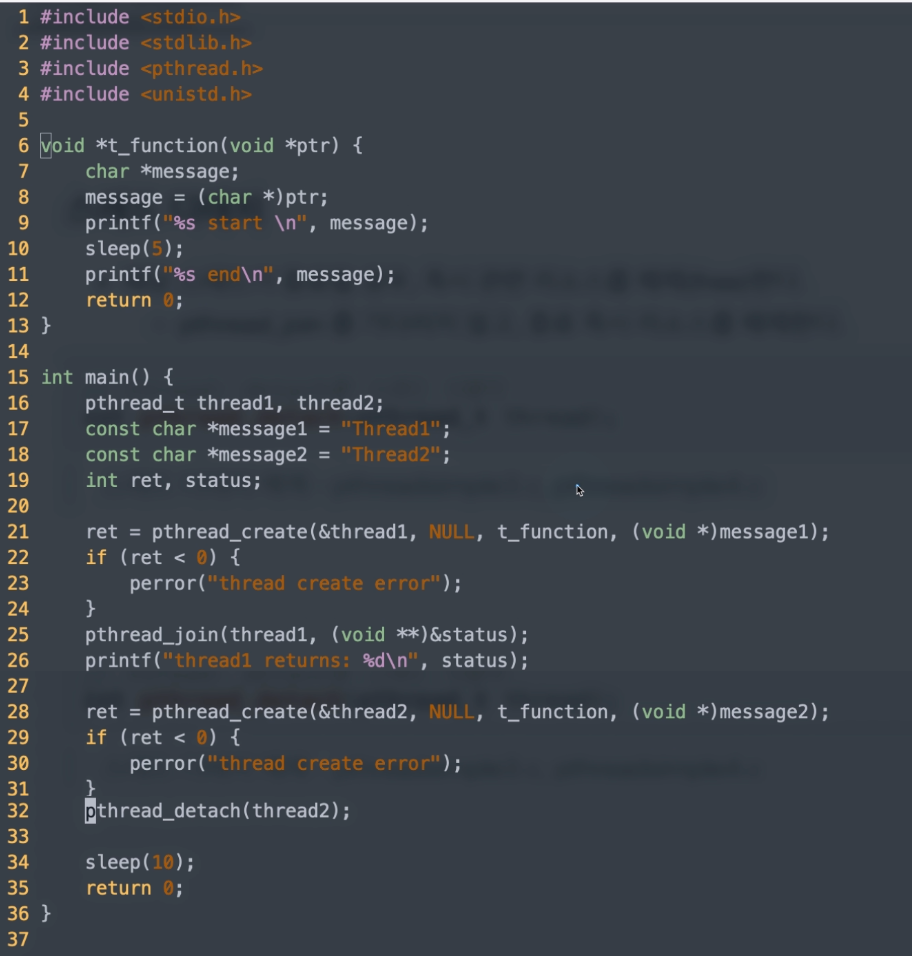 1 #include <stdio.h>
2 #include <stdlib.h>
3 #include <pthread.h>
4 #include <unistd.h>
5
6 void *t_function(void *ptr) {
7     char *message;
8     message = (char *)ptr;
9     printf("%s start \n", message);
10     sleep(5);
11     printf("%s end\n", message);
12     return 0;
13 }
14
15 int main() {
16     pthread_t thread1, thread2;
17     const char *message1 = "Thread1";
18     const char *message2 = "Thread2";
19     int ret, status;
20
21     ret = pthread_create(&thread1, NULL, t_function, (void *)message1);
22     if (ret < 0) {
23         perror("thread create error");
24     }
25     pthread_join(thread1, (void **)&status);
26     printf("thread1 returns: %d\n", status);
27
28     ret = pthread_create(&thread2, NULL, t_function, (void *)message2);
29     if (ret < 0) {
30         perror("thread create error");
31     }
32     pthread_detach(thread2);
33
34     sleep(10);
35     return 0;
36 }
37